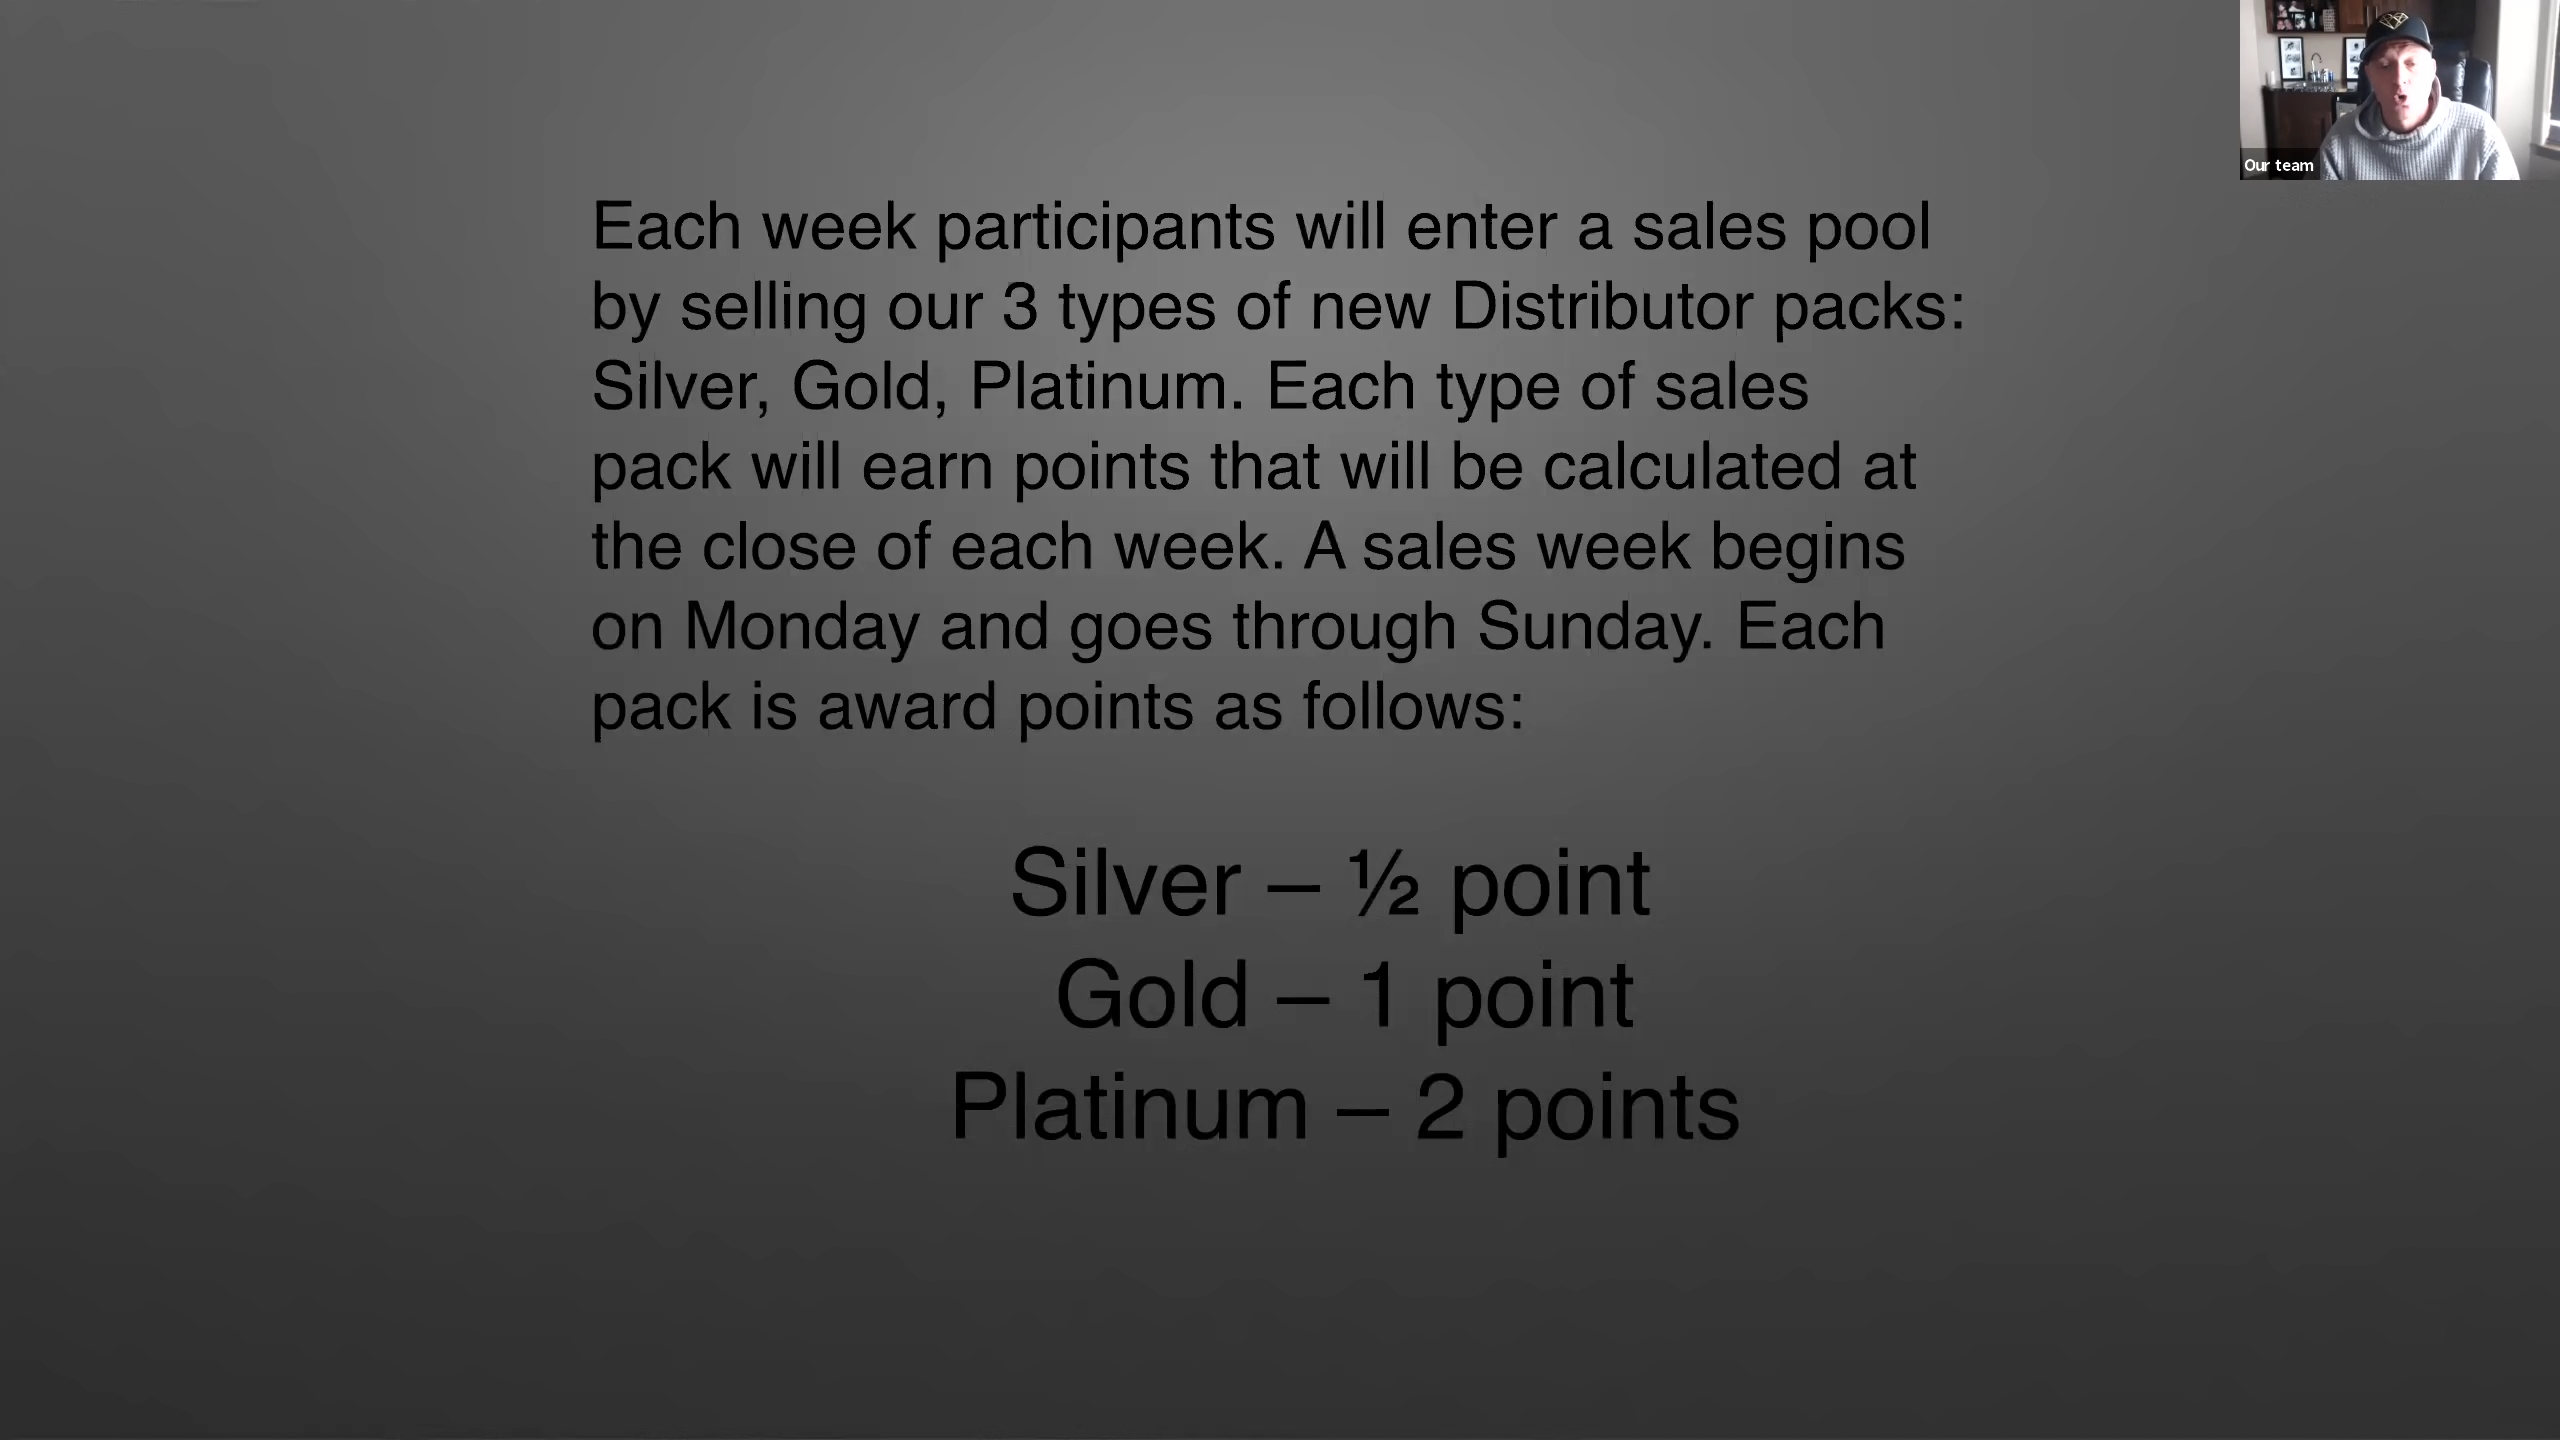 Each week participants will enter a sales pool
by selling our 3 types of new Distributor packs:
Silver, Gold, Platinum. Each type of sales
pack will earn points that will be calculated at
the close of each week. A sales week begins
on Monday and goes through Sunday. Each
pack is award points as follows:
Silver – ½ point
Gold – 1 point
Platinum – 2 points
Our team